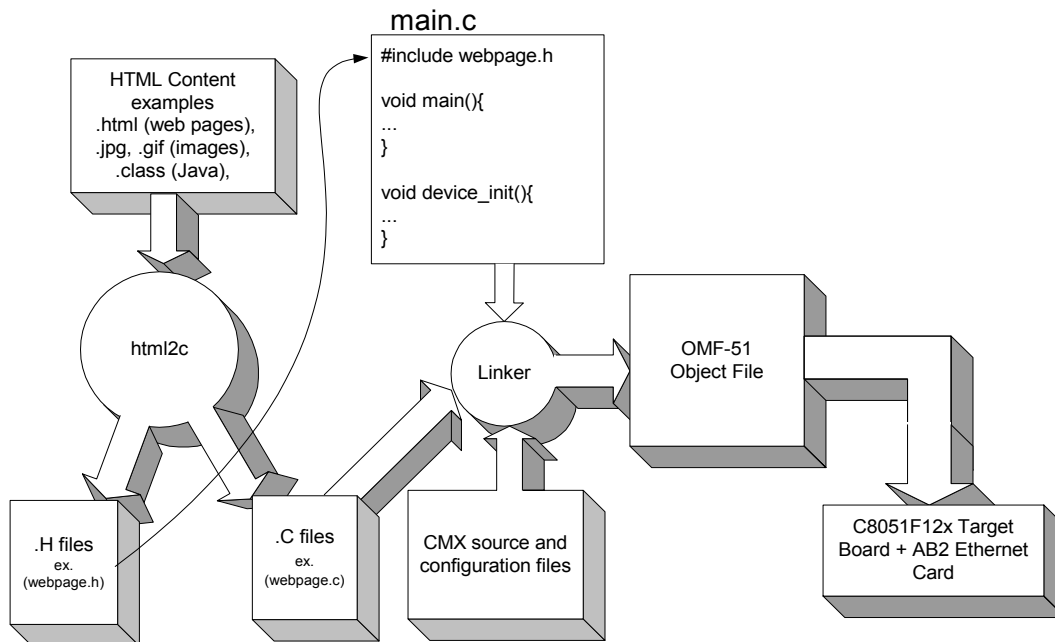 main.c
#include webpage.h
void main(){
...
}
void device_init(){
...
}
HTML Content
examples
.html (web pages),
.jpg, .gif (images),
.class (Java),
html2c
Linker
OMF-51
Object File
.H files
ex.
(webpage.h)
.C files
ex.
(webpage.c)
CMX source and
configuration files
C8051F12x Target
Board + AB2 Ethernet
Card